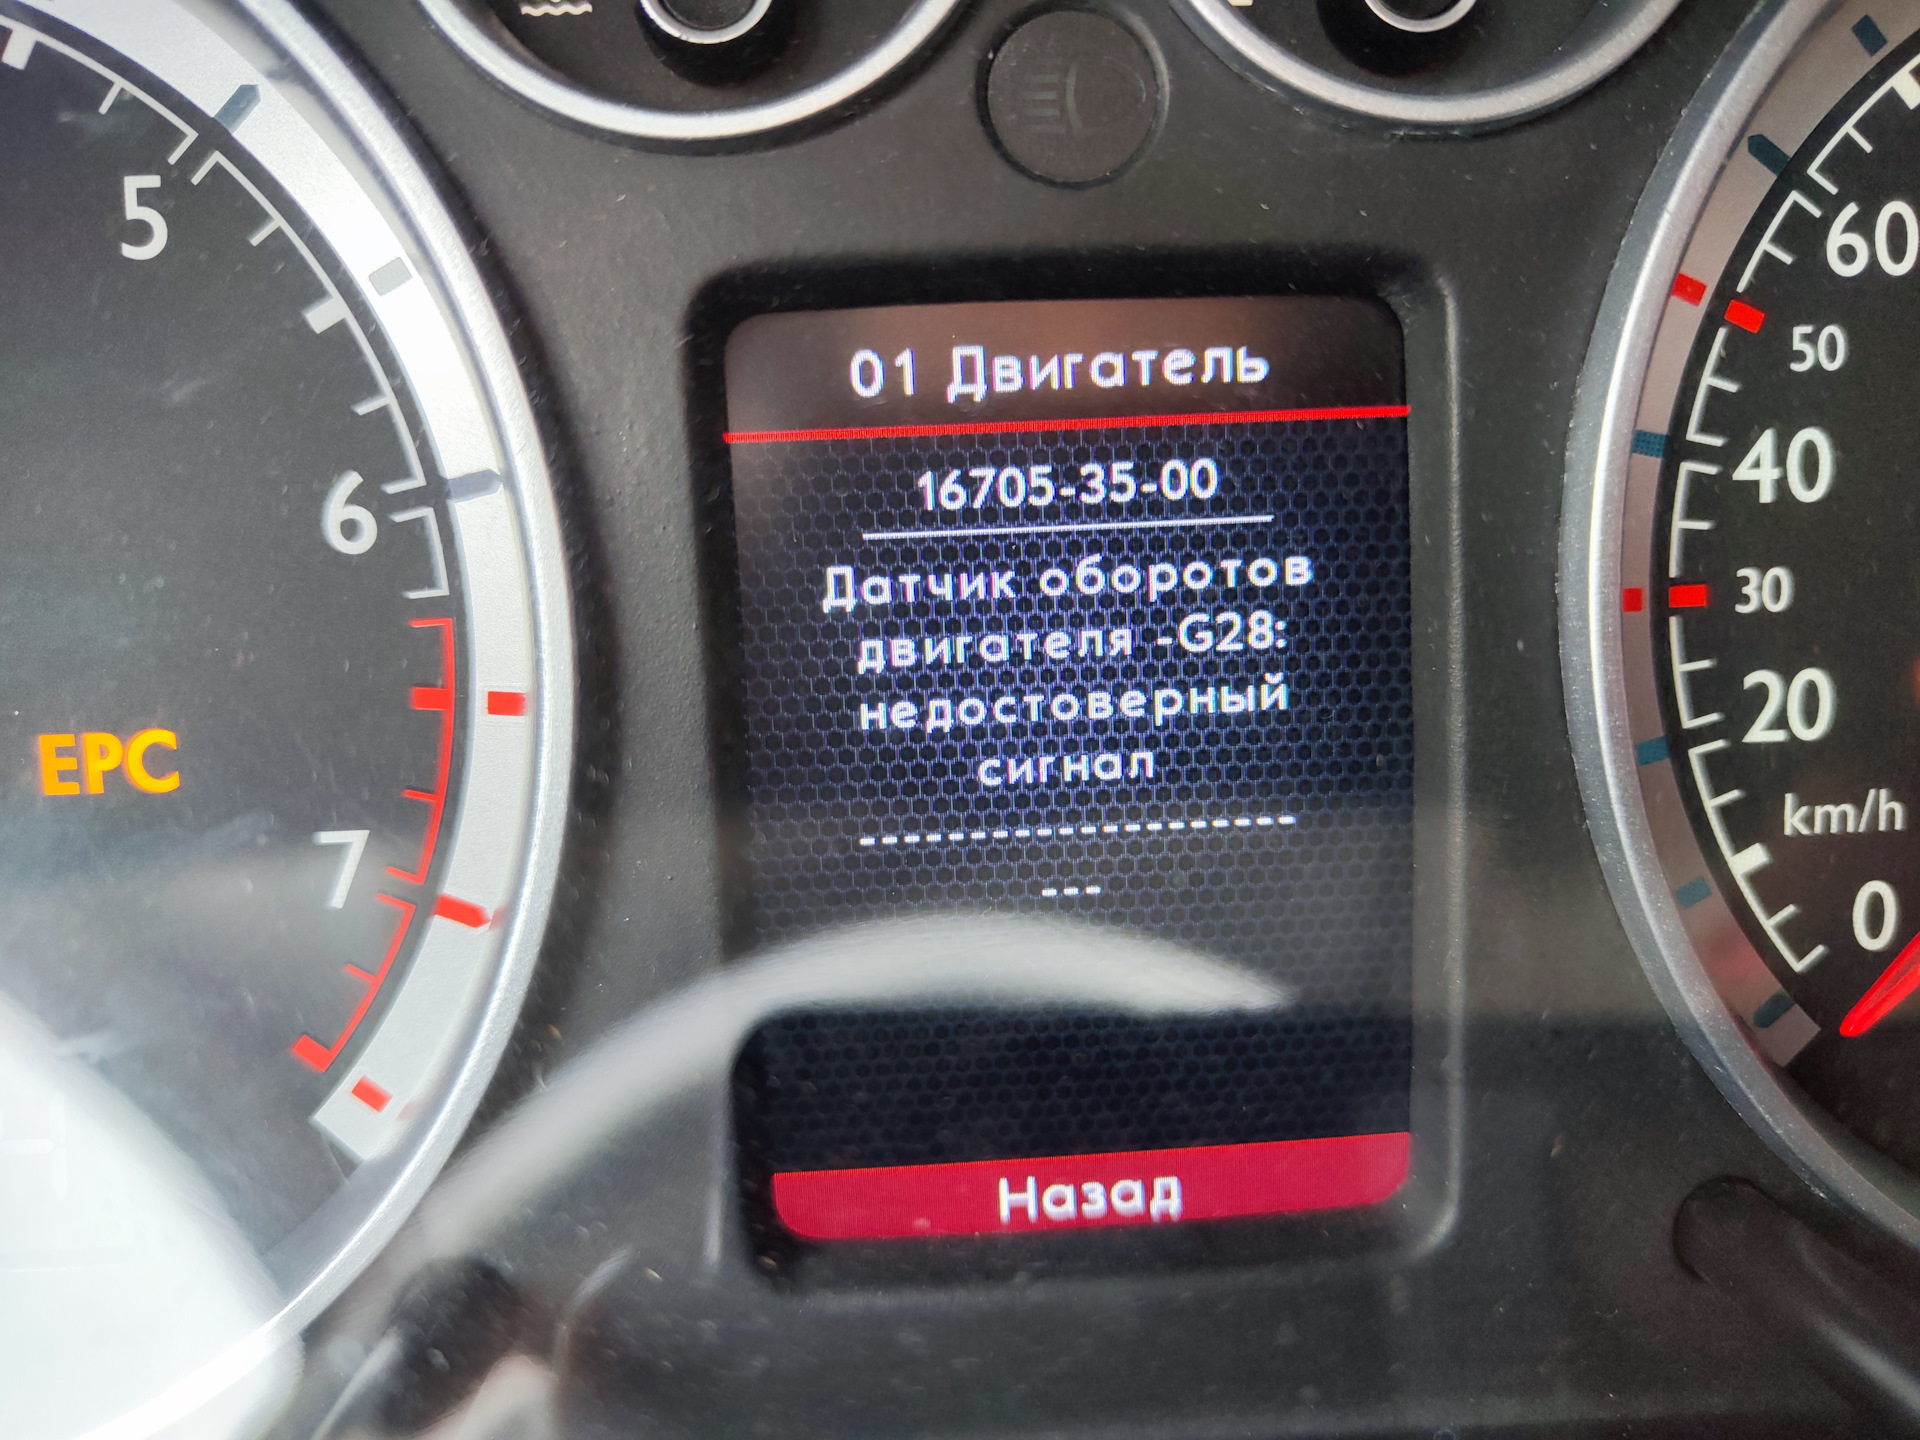 5
6
7
EPC
01 Двигатель
16705-35-00
Датчик оборотов
двигателя -G28:
недостоверный
сигнал
-------------------
---
Назад
60
50
40
30
20
km/h
0